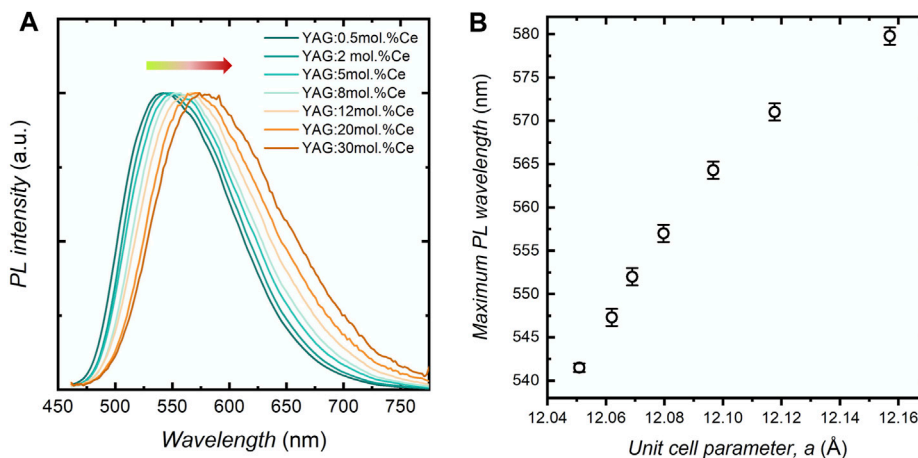 A
YAG:0.5mol.%Ce
YAG:2 mol.%Ce
YAG:5mol.%Ce
YAG:8mol.%Ce
YAG:12mol.%Ce
YAG:20mol.%Ce
YAG:30mol.%Ce
PL intensity (a.u.)
450 500 550 600 650 700 750
Wavelength (nm)
B
580
575
570
565
560
555
550
545
540
Maximum PL wavelength (nm)
12.04 12.06 12.08 12.10 12.12 12.14 12.16
Unit cell parameter, a (Å)